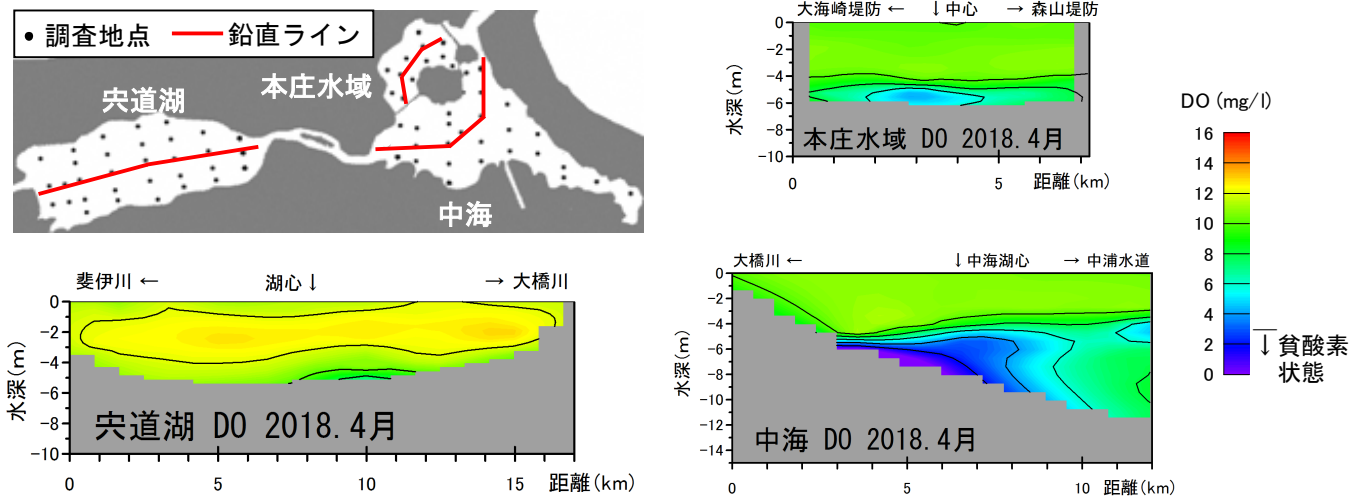 • 調査地点 ― 鉛直ライン
宍道湖
本庄水域
中海
大海崎堤防 ← ↓中心 → 森山堤防
水深(m)
0
-2
-4
-6
-8
-10
本庄水域 DO 2018.4月
0 5 距離(km)
DO (mg/l)
16
14
12
10
8
6
4
2
0
↓ 貧酸素
状態
斐伊川 ← 湖心↓ → 大橋川
水深(m)
0
-2
-4
-6
-8
-10
宍道湖 DO 2018.4月
0 5 10 15 距離(km)
大橋川 ← ↓中海湖心 → 中浦水道
水深(m)
0
-2
-4
-6
-8
-10
-12
-14
中海 DO 2018.4月
0 5 10 距離(km)